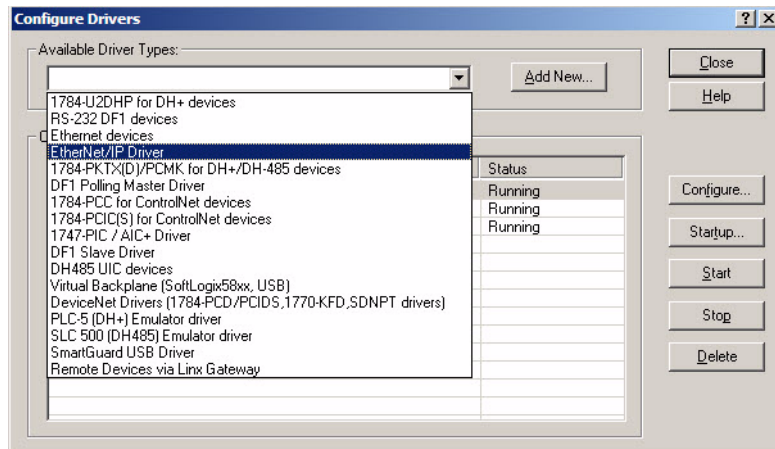 Configure Drivers
Available Driver Types:
Add New...
Close
Help
1784-U2DHP for DH+ devices
RS-232 DF1 devices
Ethernet devices
EtherNet/IP Driver
1784-PKTX(D)/PCMK for DH+/DH-485 devices
DF1 Polling Master Driver
1784-PCC for ControlNet devices
1784-PCIC(S) for ControlNet devices
1747-PIC / AIC+ Driver
DF1 Slave Driver
DH485 UIC devices
Virtual Backplane (SoftLogix58xx, USB)
DeviceNet Drivers (1784-PCD/PCIDS,1770-KFD,SDNPT drivers)
PLC-5 (DH+) Emulator driver
SLC 500 (DH485) Emulator driver
SmartGuard USB Driver
Remote Devices via Linx Gateway
Status
Running
Running
Running
Configure...
Startup...
Start
Stop
Delete